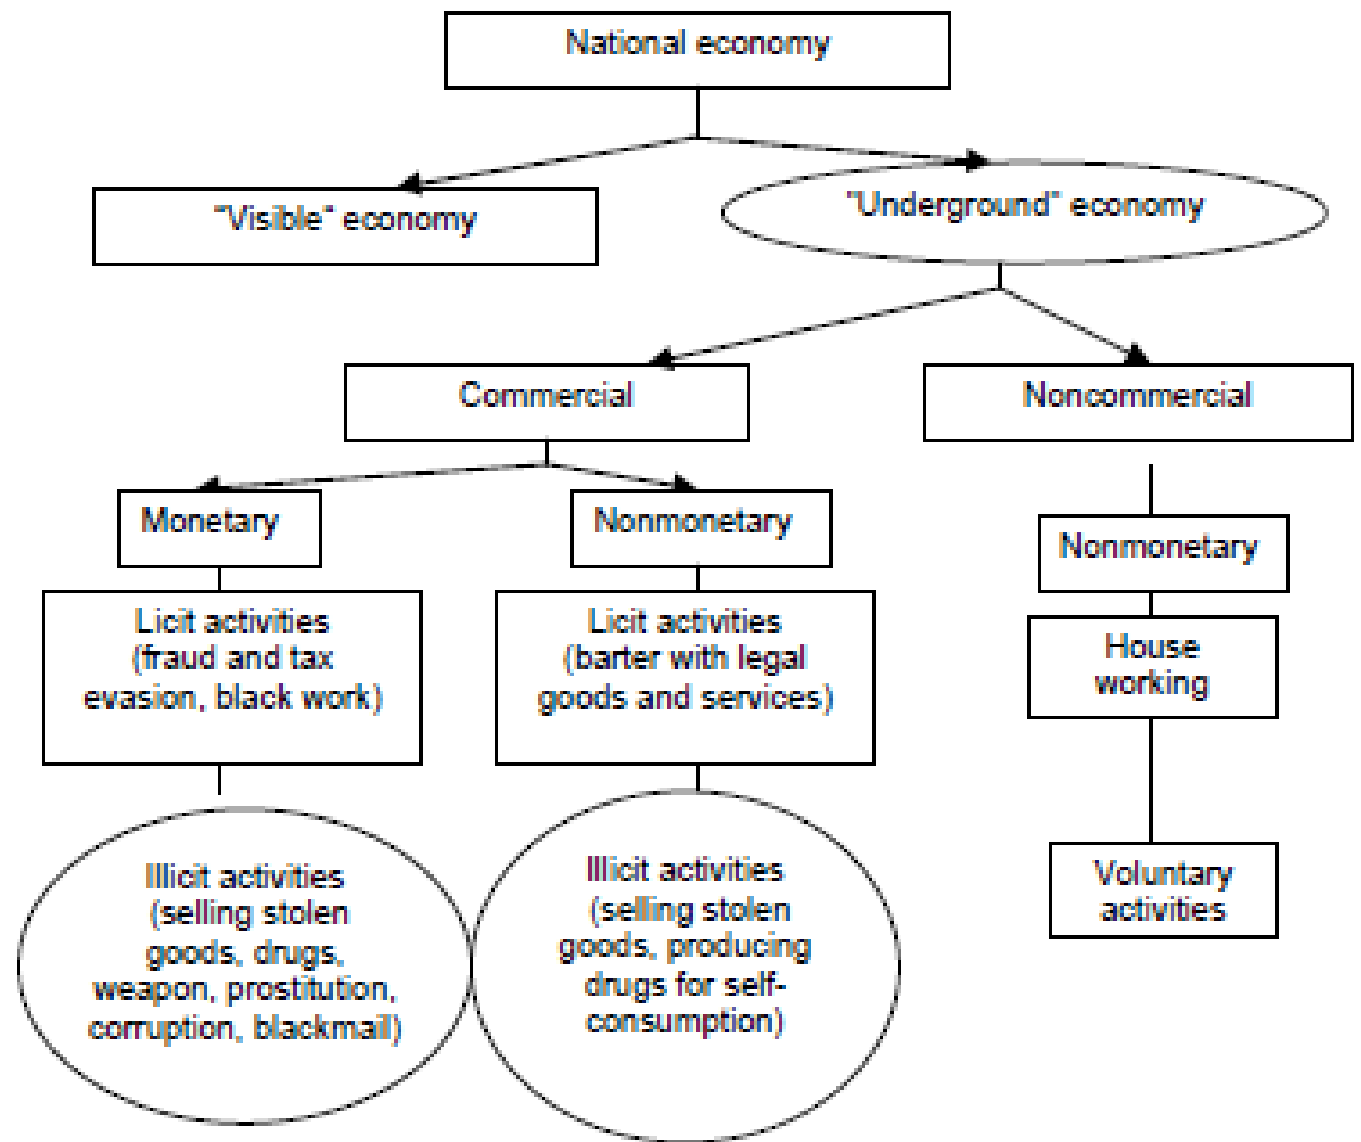 National economy
"Visible" economy
"Underground" economy
Commercial
Noncommercial
Monetary
Nonmonetary
Nonmonetary
Licit activities
(fraud and tax
evasion, black work)
Licit activities
(barter with legal
goods and services)
House
working
Illicit activities
(selling stolen
goods, drugs,
weapon, prostitution,
corruption, blackmail)
Illicit activities
(selling stolen
goods, producing
drugs for self-
consumption)
Voluntary
activities